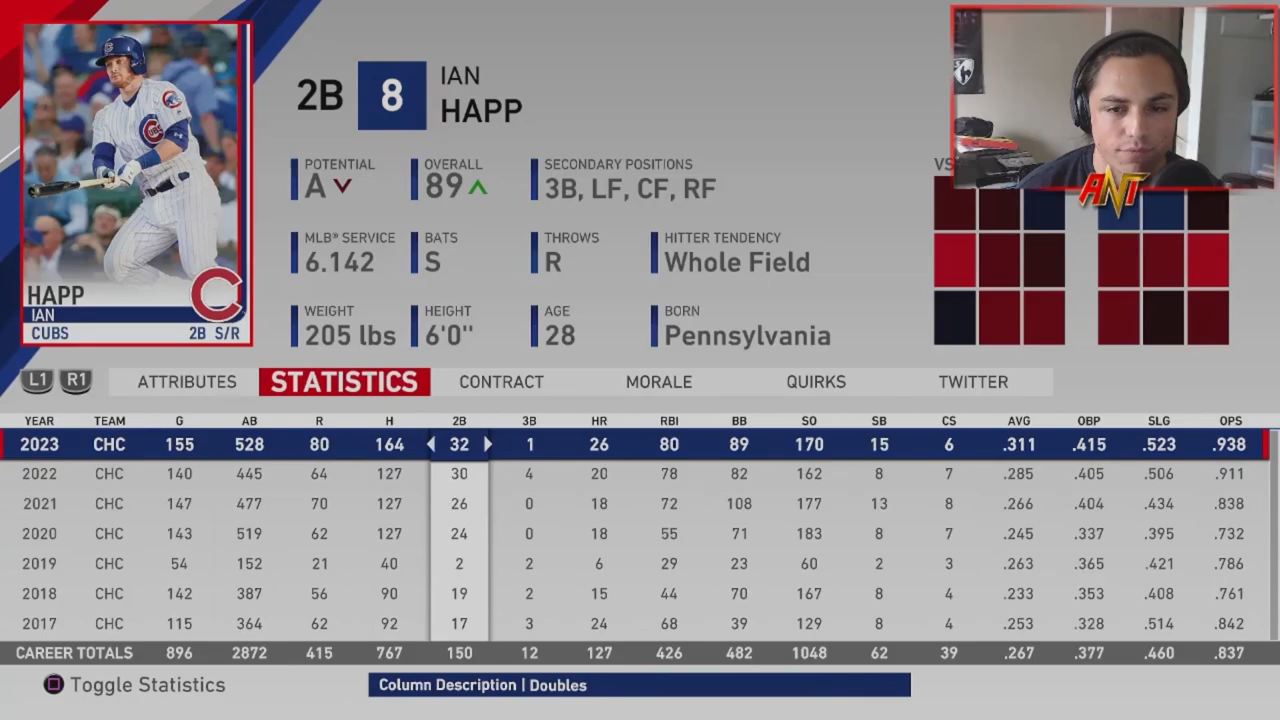 2B 8 IAN HAPP
POTENTIAL OVERALL SECONDARY POSITIONS
A 89 3B, LF, CF, RF
VS
ANT
MLB® SERVICE BATS THROWS HITTER TENDENCY
6.142 S R Whole Field
WEIGHT HEIGHT AGE BORN
205 lbs 6'0" 28 Pennsylvania
HAPP
IAN
CUBS 2B S/R
L1 R1 ATTRIBUTES STATISTICS CONTRACT MORALE QUIRKS TWITTER
YEAR TEAM G AB R H 2B 3B HR RBI BB SO SB CS AVG OBP SLG OPS
2023 CHC 155 528 80 164 32 1 26 80 89 170 15 6 .311 .415 .523 .938
2022 CHC 140 445 64 127 30 4 20 78 82 162 8 7 .285 .405 .506 .911
2021 CHC 147 477 70 127 26 0 18 72 108 177 13 8 .266 .404 .434 .838
2020 CHC 143 519 62 127 24 0 18 55 71 183 8 7 .245 .337 .395 .732
2019 CHC 54 152 21 40 2 2 6 29 23 60 2 3 .263 .365 .421 .786
2018 CHC 142 387 56 90 19 2 15 44 70 167 8 4 .233 .353 .408 .761
2017 CHC 115 364 62 92 17 3 24 68 39 129 8 4 .253 .328 .514 .842
CAREER TOTALS 896 2872 415 767 150 12 127 426 482 1048 62 39 .267 .377 .460 .837
Toggle Statistics
Column Description | Doubles